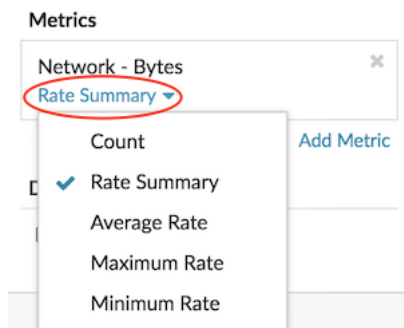 Metrics
Network - Bytes
Rate Summary
Count
Add Metric
Rate Summary
Average Rate
Maximum Rate
Minimum Rate